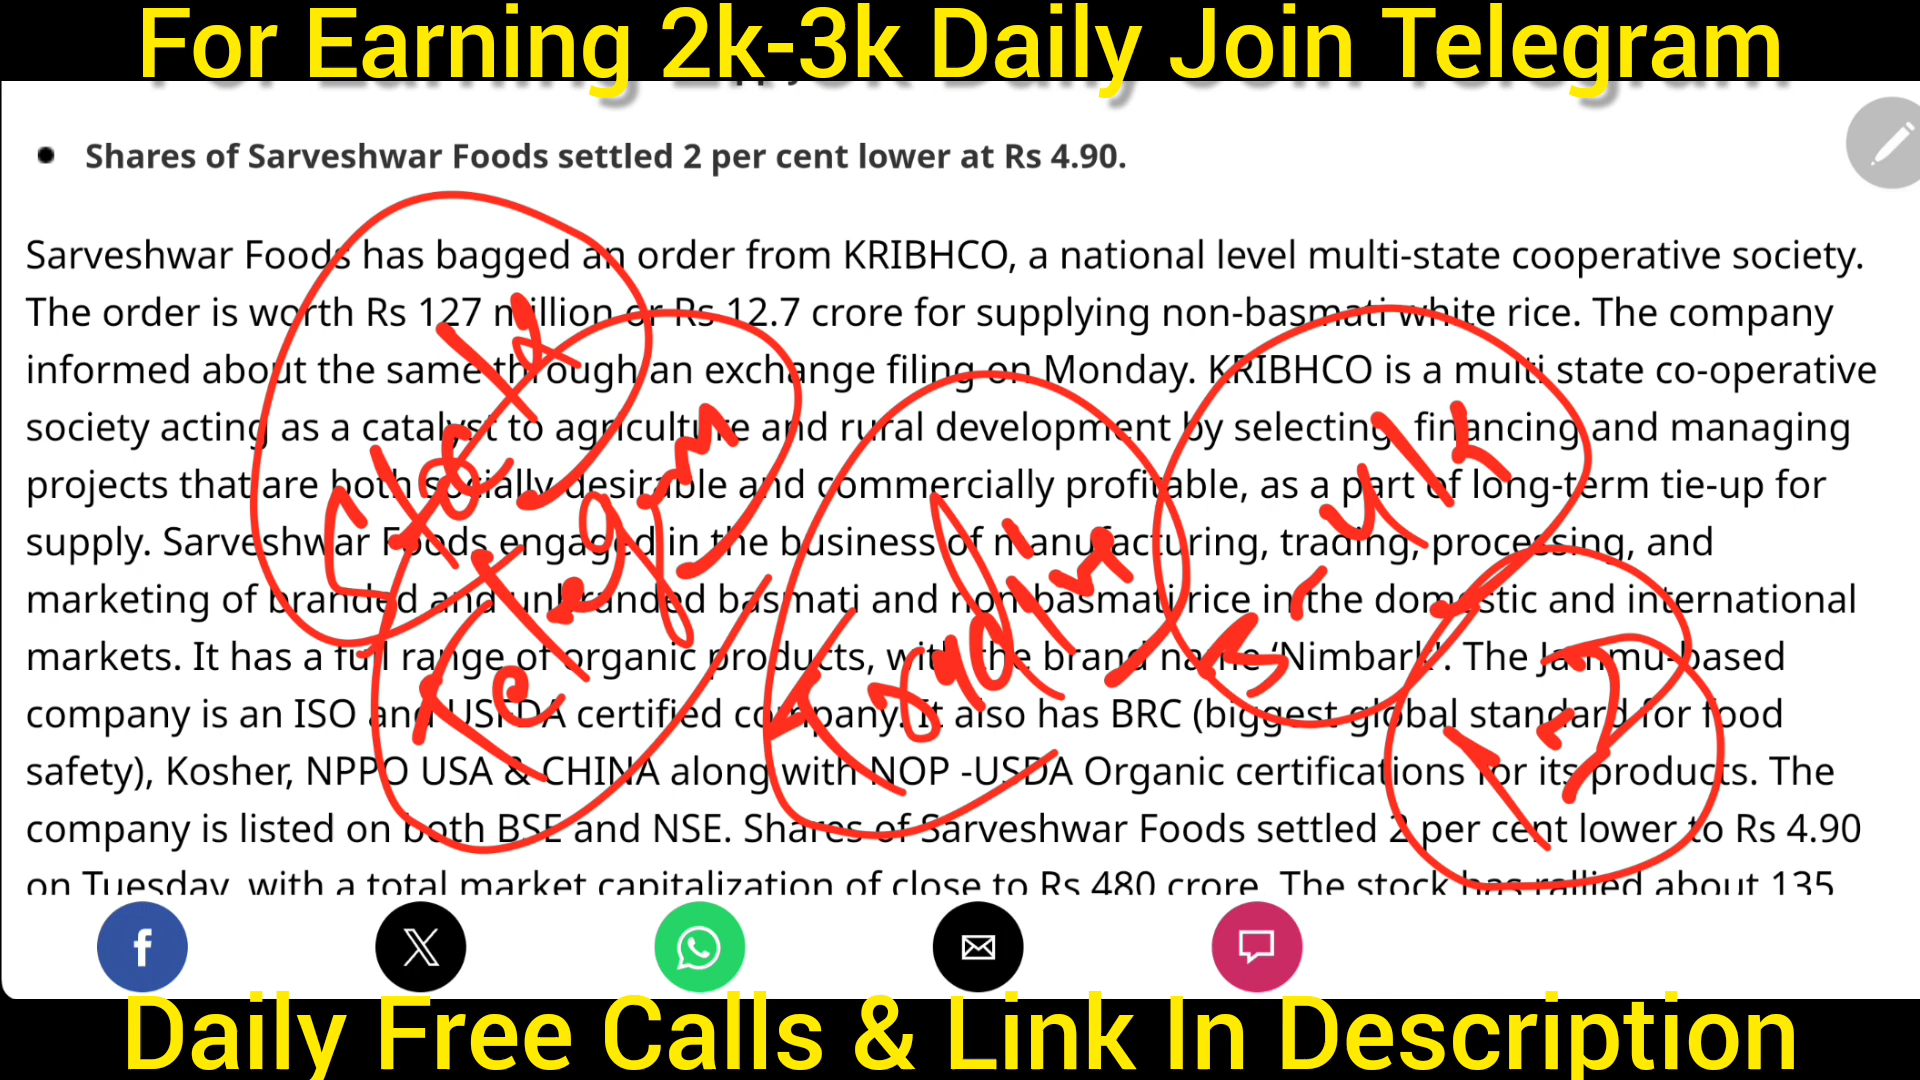 For Earning 2k-3k Daily Join Telegram
Shares of Sarveshwar Foods settled 2 per cent lower at Rs 4.90.
Sarveshwar Foods has bagged an order from KRIBHCO, a national level multi-state cooperative society.
The order is worth Rs 127 million or Rs 12.7 crore for supplying non-basmati white rice. The company
informed about the same through an exchange filing on Monday. KRIBHCO is a multi state co-operative
society acting as a catalyst to agriculture and rural development by selecting, financing and managing
projects that are both socially desirable and commercially profitable, as a part of long-term tie-up for
supply. Sarveshwar Foods engaged in the business of manufacturing, trading, processing, and
marketing of branded and unbranded basmati and non-basmati rice in the domestic and international
markets. It has a full range of organic products, with the brand name 'Nimbark'. The Jammu-based
company is an ISO and USFDA certified company. It also has BRC (biggest global standard for food
safety), Kosher, NPPO USA & CHINA along with NOP -USDA Organic certifications for its products. The
company is listed on both BSE and NSE. Shares of Sarveshwar Foods settled 2 per cent lower to Rs 4.90
on Tuesday, with a total market capitalization of close to Rs 480 crore. The stock has rallied about 135
Stock
Telegram
Trading
3-4k
1-2
Daily Free Calls & Link In Description